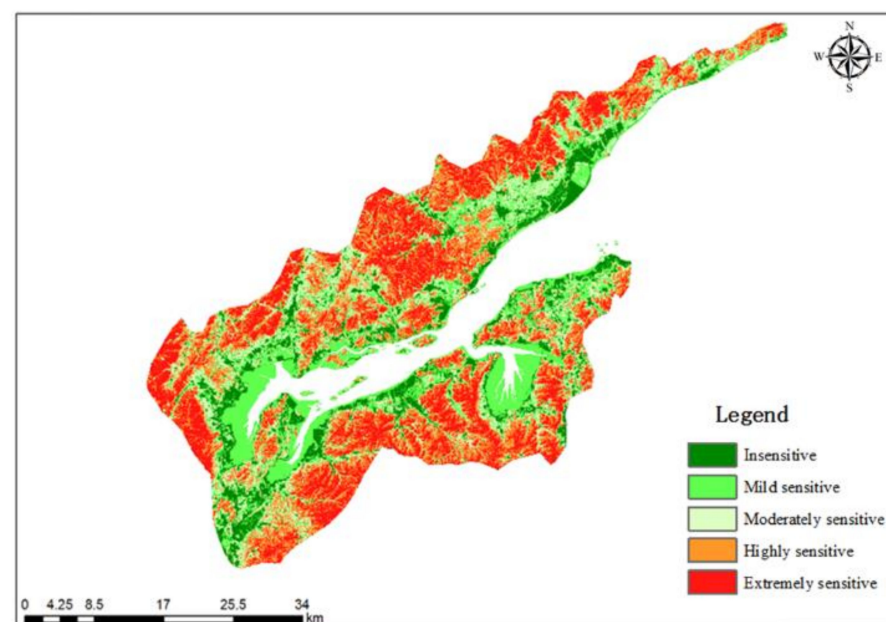 N
W E
S
Legend
Insensitive
Mild sensitive
Moderately sensitive
Highly sensitive
Extremely sensitive
0 4.25 8.5 17 25.5 34
km